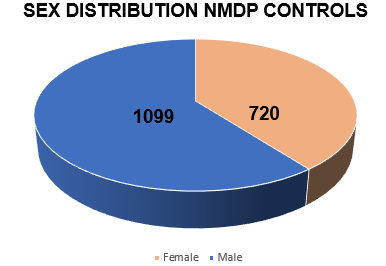 SEX DISTRIBUTION NMDP CONTROLS
1099
720
Female Male